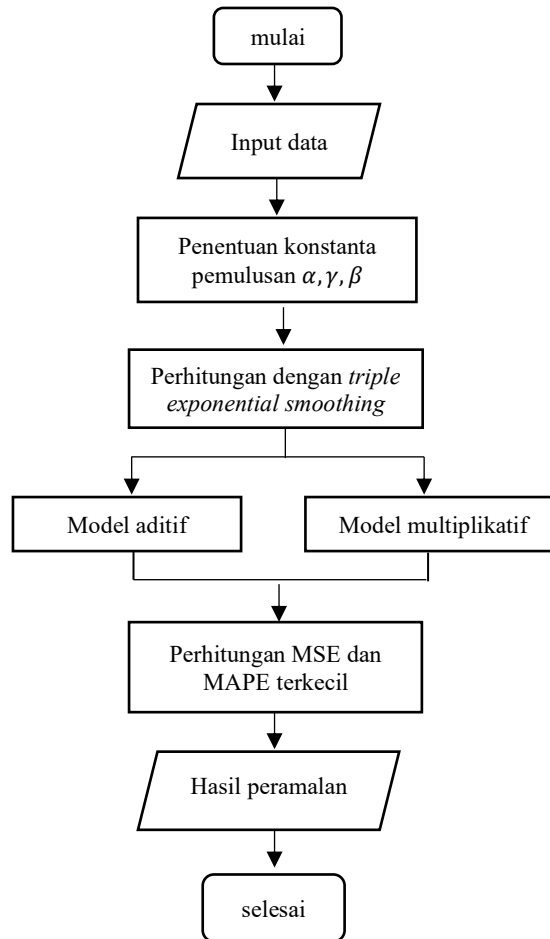 mulai
Input data
Penentuan konstanta
pemulusan 𝛼, 𝛾, 𝛽
Perhitungan dengan triple
exponential smoothing
Model aditif
Model multiplikatif
Perhitungan MSE dan
MAPE terkecil
Hasil peramalan
selesai